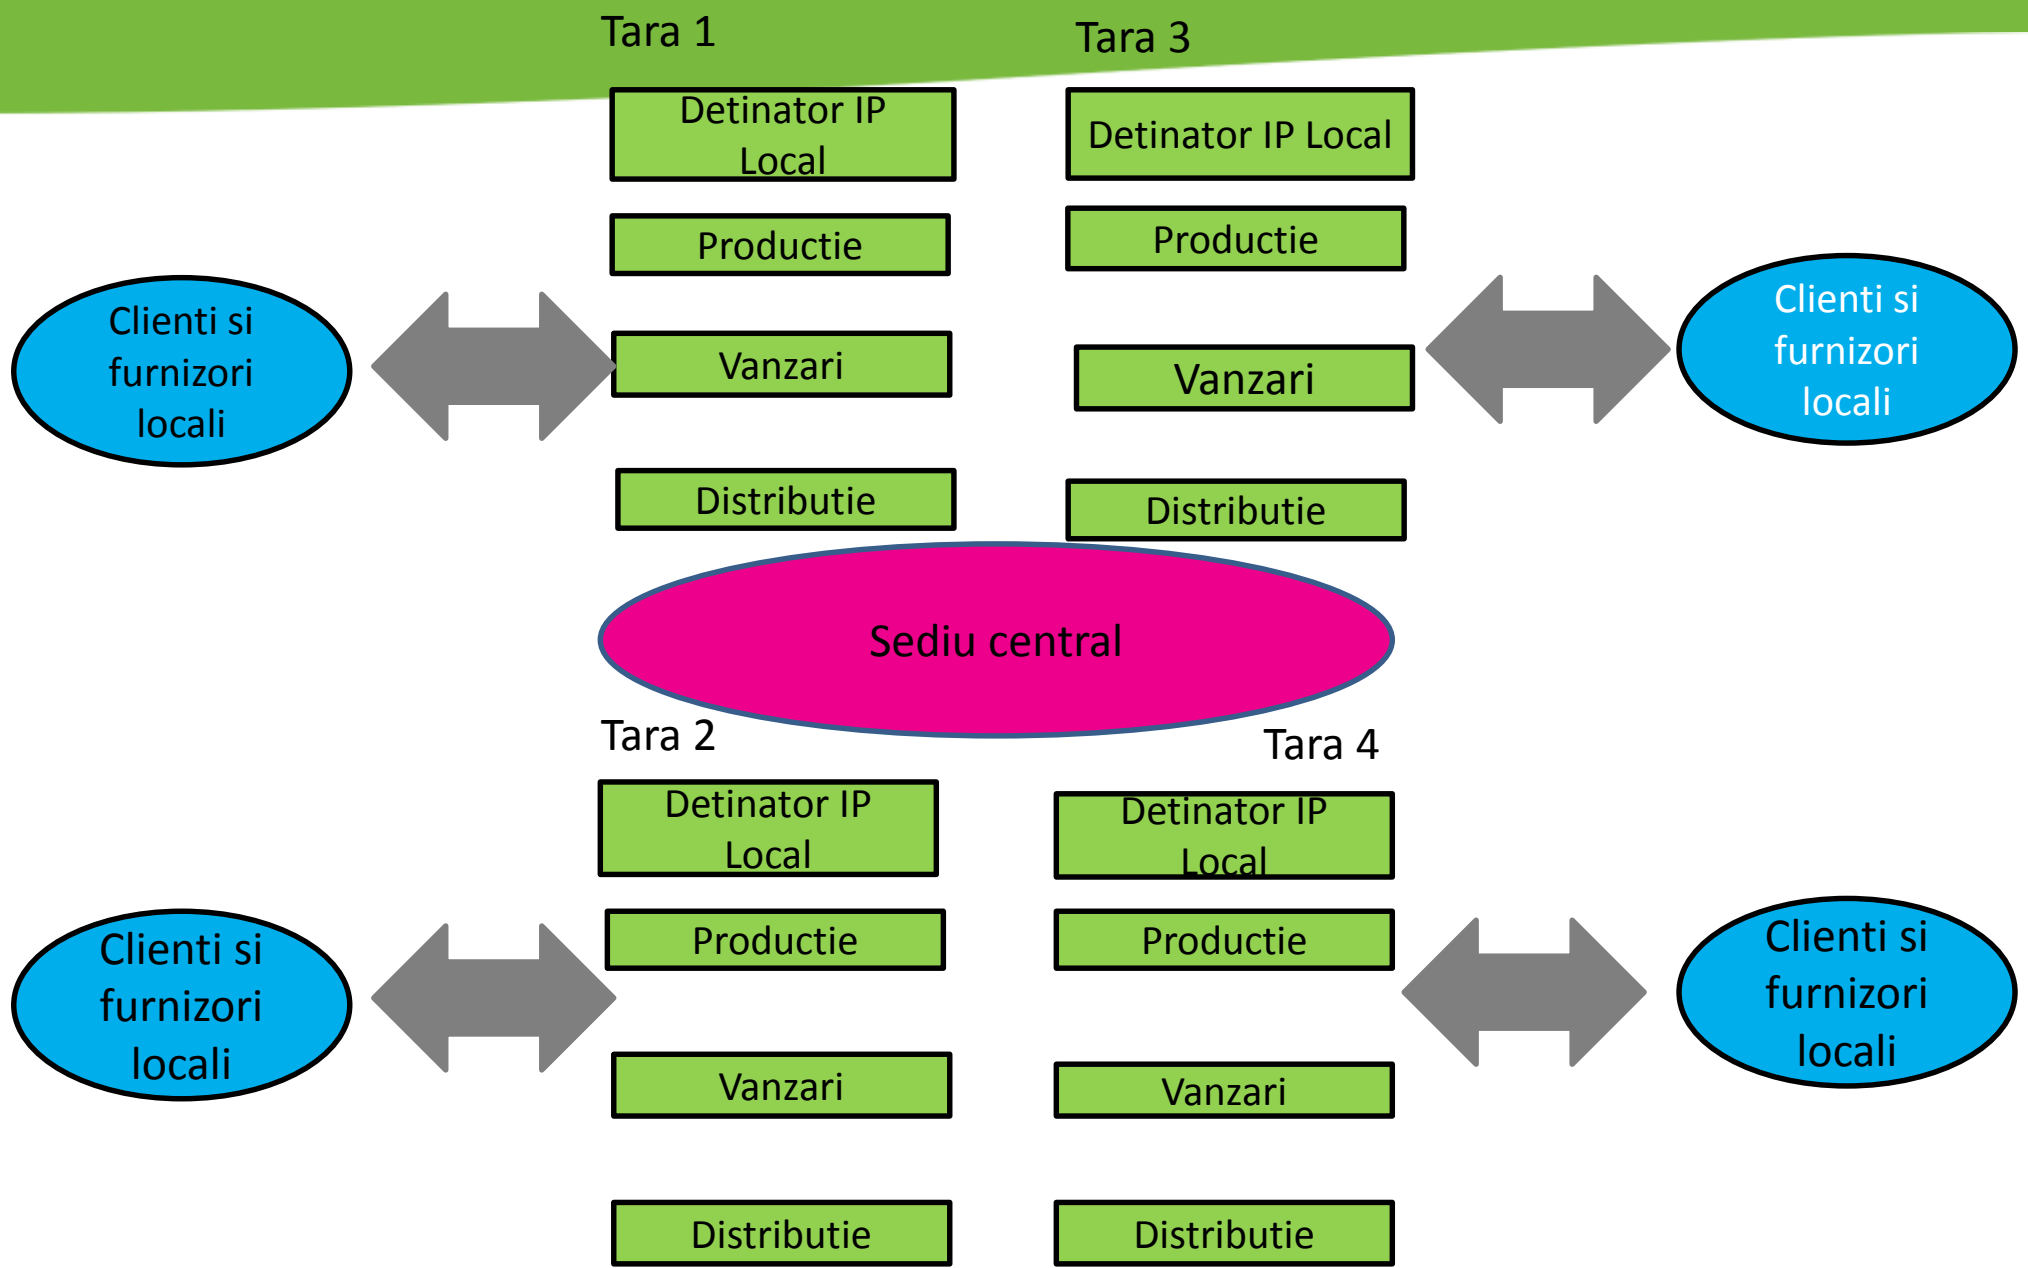 Tara 1
Tara 3
Detinator IP
Local
Detinator IP Local
Productie
Productie
Clienti si
furnizori
locali
Vanzari
Vanzari
Clienti si
furnizori
locali
Distributie
Distributie
Sediu central
Tara 2
Tara 4
Detinator IP
Local
Detinator IP
Local
Productie
Productie
Clienti si
furnizori
locali
Clienti si
furnizori
locali
Vanzari
Vanzari
Distributie
Distributie